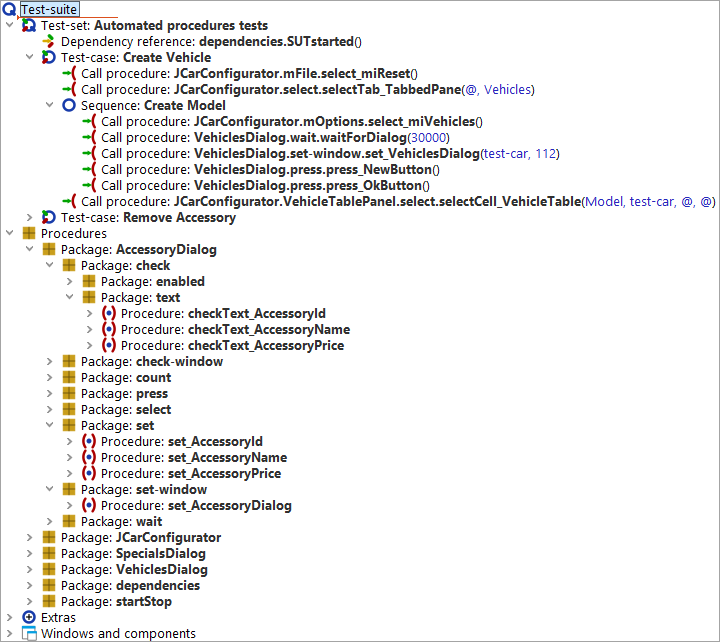 Test-suite
Test-set: Automated procedures tests
Dependency reference: dependencies.SUTstarted()
Test-case: Create Vehicle
Call procedure: JCarConfigurator.mFile.select_miReset()
Call procedure: JCarConfigurator.select.selectTab_TabbedPane(@, Vehicles)
Sequence: Create Model
Call procedure: JCarConfigurator.mOptions.select_miVehicles()
Call procedure: VehiclesDialog.wait.waitForDialog(30000)
Call procedure: VehiclesDialog.set-window.set_VehiclesDialog(test-car, 112)
Call procedure: VehiclesDialog.press.press_NewButton()
Call procedure: VehiclesDialog.press.press_OkButton()
Call procedure: JCarConfigurator.VehicleTablePanel.select.selectCell_VehicleTable(Model, test-car, @, @)
Test-case: Remove Accessory
Procedures
Package: AccessoryDialog
Package: check
Package: enabled
Package: text
Procedure: checkText_AccessoryId
Procedure: checkText_AccessoryName
Procedure: checkText_AccessoryPrice
Package: check-window
Package: count
Package: press
Package: select
Package: set
Procedure: set_AccessoryId
Procedure: set_AccessoryName
Procedure: set_AccessoryPrice
Package: set-window
Procedure: set_AccessoryDialog
Package: wait
Package: JCarConfigurator
Package: SpecialsDialog
Package: VehiclesDialog
Package: dependencies
Package: startStop
Extras
Windows and components